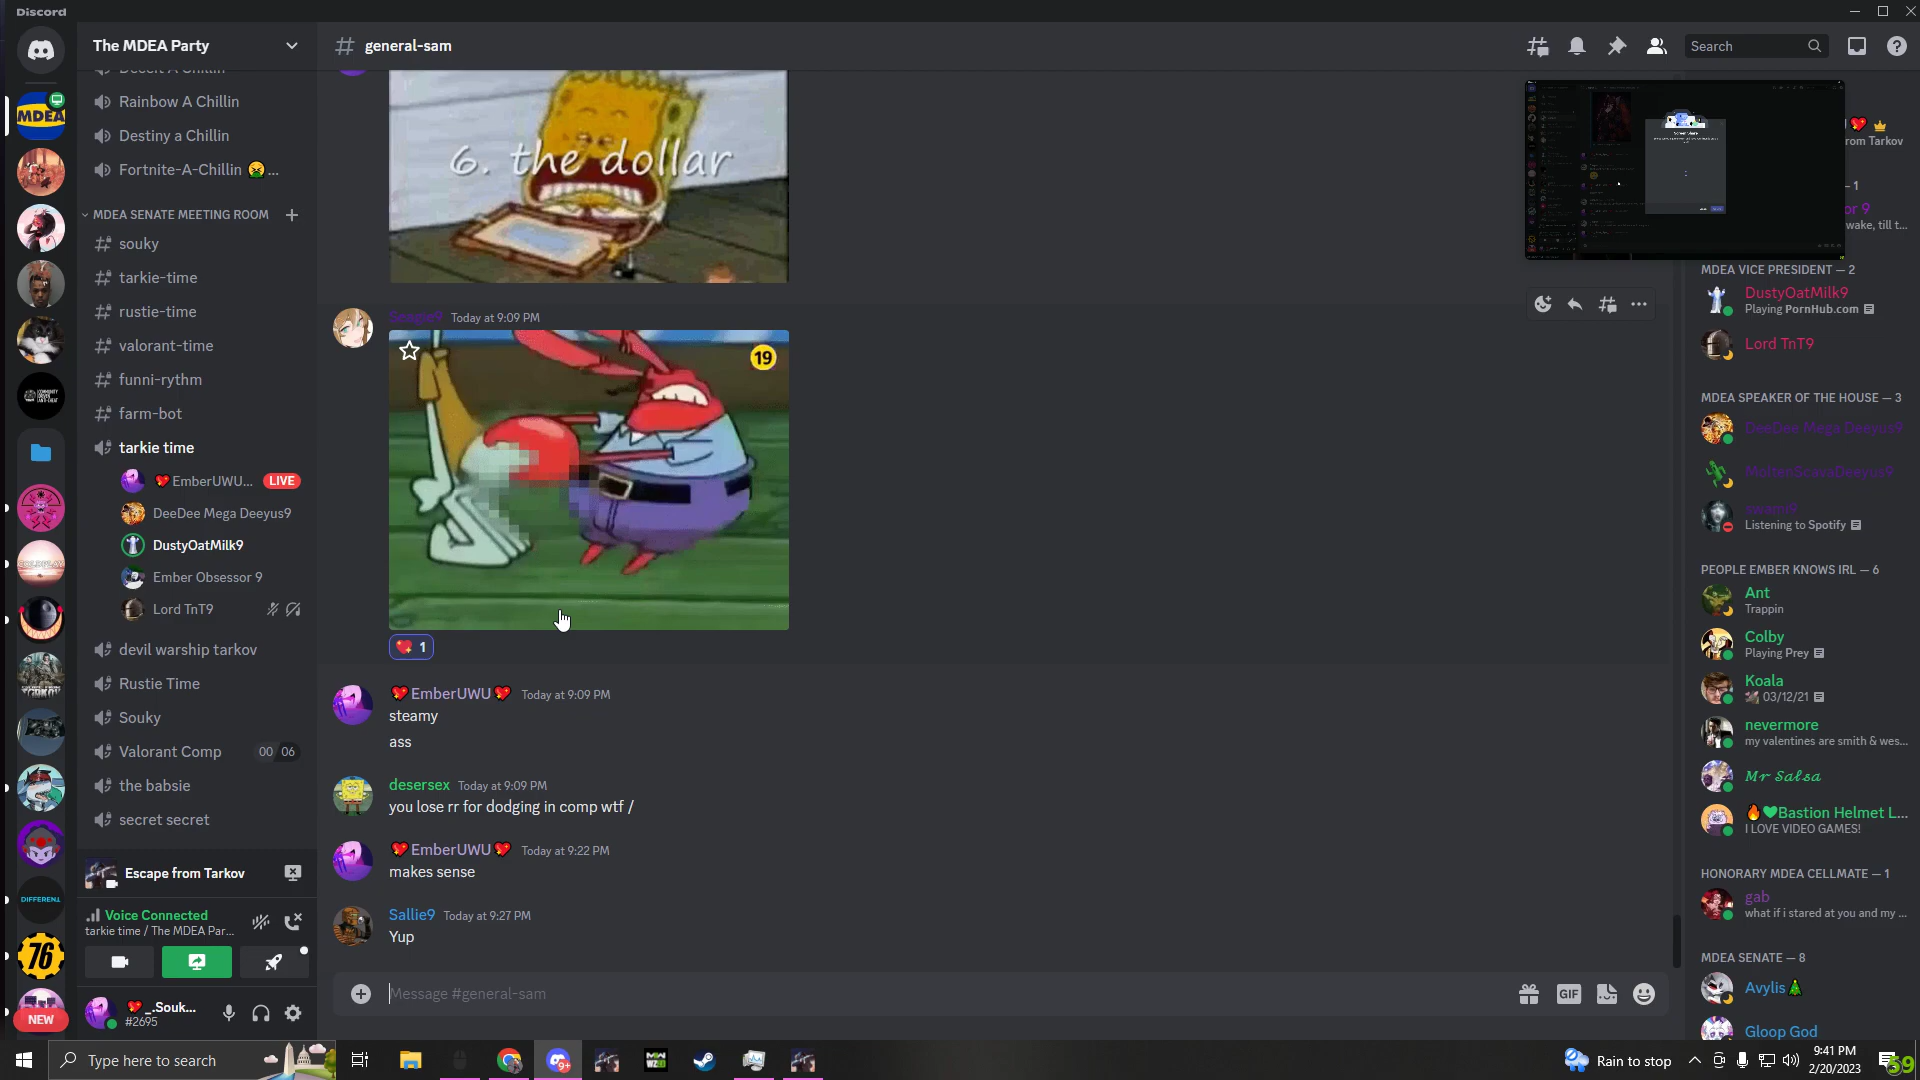 Discord
The MDEA Party
general-sam
Search
Rainbow A Chillin
Destiny a Chillin
Fortnite-A-Chillin 🤮 ...
MDEA SENATE MEETING ROOM
souky
tarkie-time
rustie-time
valorant-time
funni-rythm
farm-bot
tarkie time
💖EmberUWU... LIVE
DeeDee Mega Deeyus9
DustyOatMilk9
Ember Obsessor 9
Lord TnT9
devil warship tarkov
Rustie Time
Souky
Valorant Comp 00 06
the babsie
secret secret
Escape from Tarkov
Voice Connected
tarkie time / The MDEA Par...
💖_.Souk...
#2695
MDEA
DIFFERENT
76
NEW
6. the dollar
Seagle9 Today at 9:09 PM
19
💖 1
💖EmberUWU💖 Today at 9:09 PM
steamy
ass
desersex Today at 9:09 PM
you lose rr for dodging in comp wtf /
💖EmberUWU💖 Today at 9:22 PM
makes sense
Sallie9 Today at 9:27 PM
Yup
Message #general-sam
GIF
rom Tarkov
— 1
or 9
wake, till t...
MDEA VICE PRESIDENT — 2
DustyOatMilk9
Playing PornHub.com
Lord TnT9
MDEA SPEAKER OF THE HOUSE — 3
DeeDee Mega Deeyus9
MoltenScavsDeeyus9
swami9
Listening to Spotify
PEOPLE EMBER KNOWS IRL — 6
Ant
Trappin
Colby
Playing Prey
Koala
03/12/21
nevermore
my valentines are smith & wes...
Mr Salsa
🔥💚Bastion Helmet L...
I LOVE VIDEO GAMES!
HONORARY MDEA CELLMATE — 1
gab
what if i stared at you and my ...
MDEA SENATE — 8
Avylis🎄
Gloop God
Type here to search
9+
Rain to stop
9:41 PM
2/20/2023
59